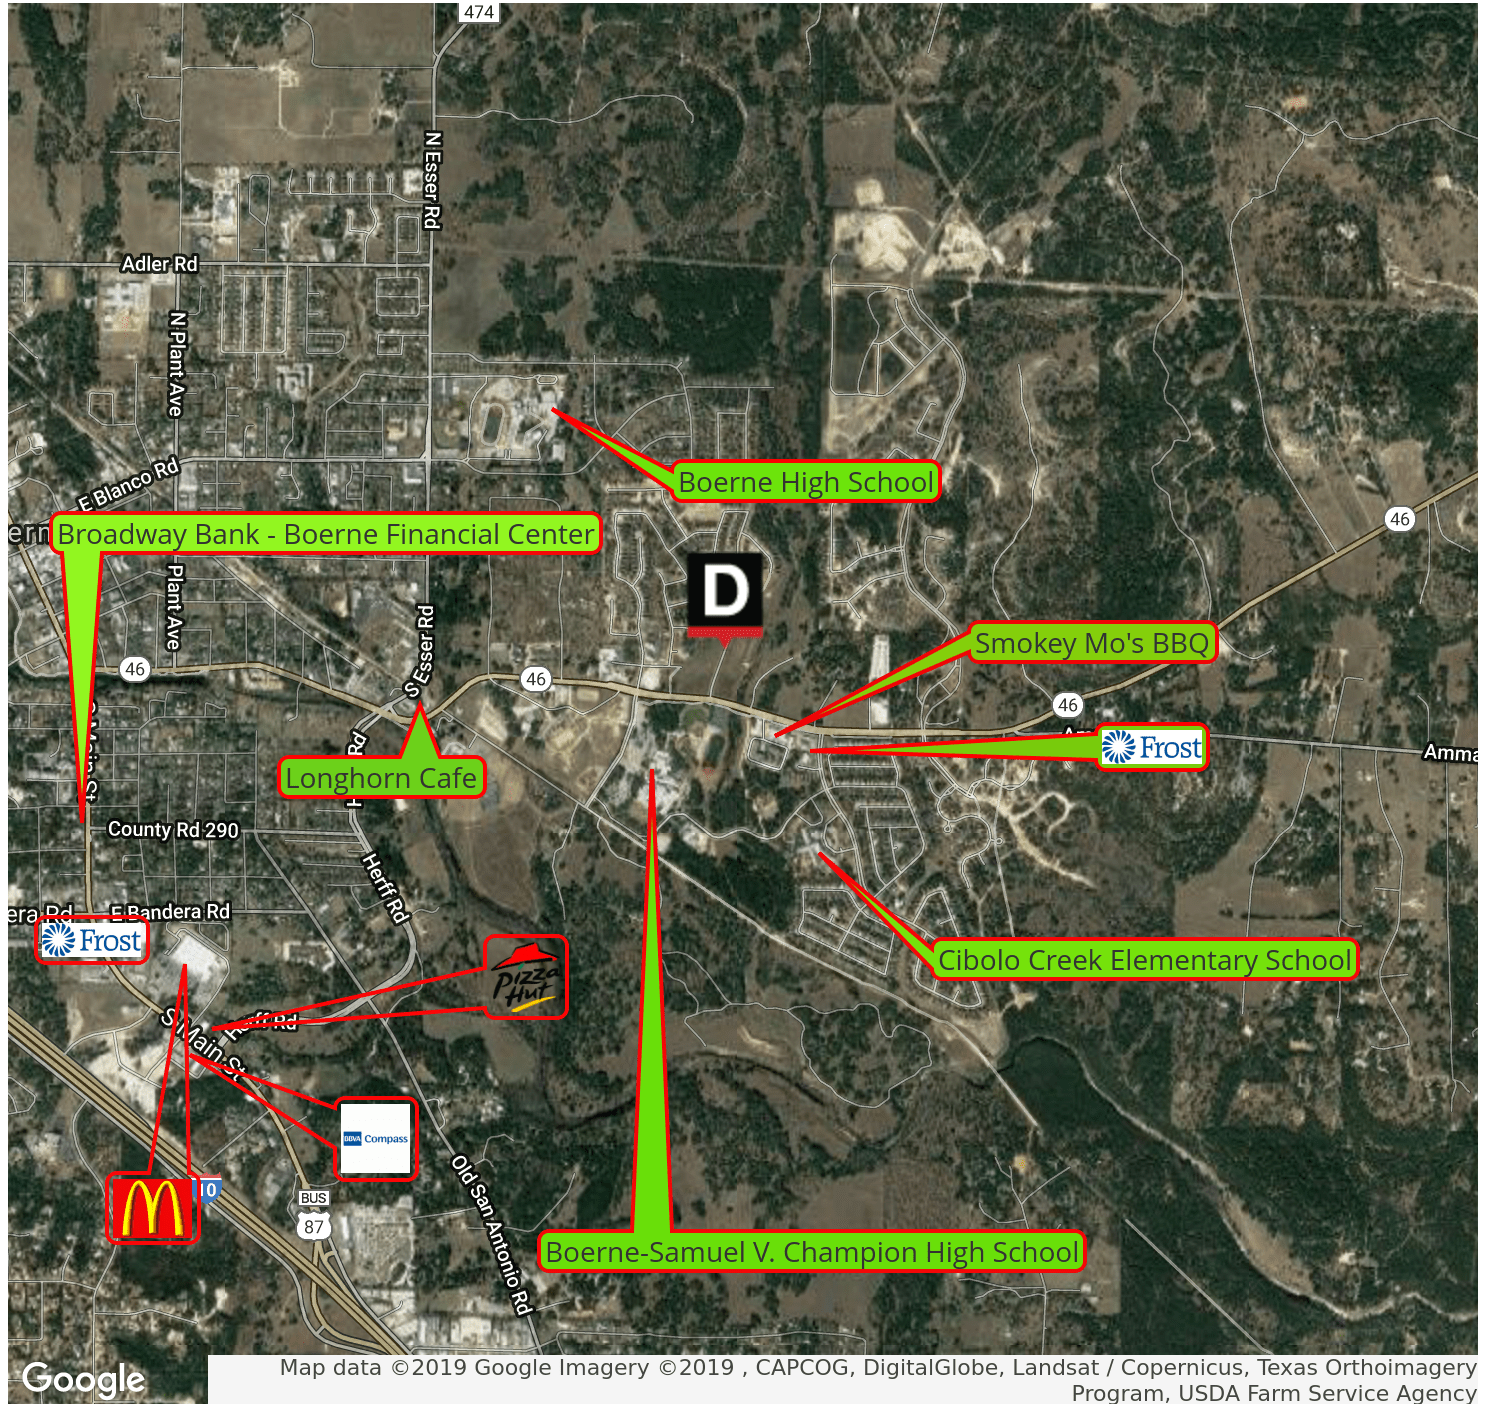 474
N Esser Rd
Adler Rd
N Plant Ave
E Blanco Rd
Boerne High School
46
Broadway Bank - Boerne Financial Center
Plant Ave
D
S Esser Rd
Smokey Mo's BBQ
46
46
46
Frost
Amma
Longhorn Cafe
County Rd 290
Herff Rd
E Bandera Rd
Frost
Pizza
Hut
Cibolo Creek Elementary School
S Main St
Herff Rd
BBVA Compass
Old San Antonio Rd
10
BUS
87
Boerne-Samuel V. Champion High School
Google
Map data ©2019 Google Imagery ©2019 , CAPCOG, DigitalGlobe, Landsat / Copernicus, Texas Orthoimagery
Program, USDA Farm Service Agency